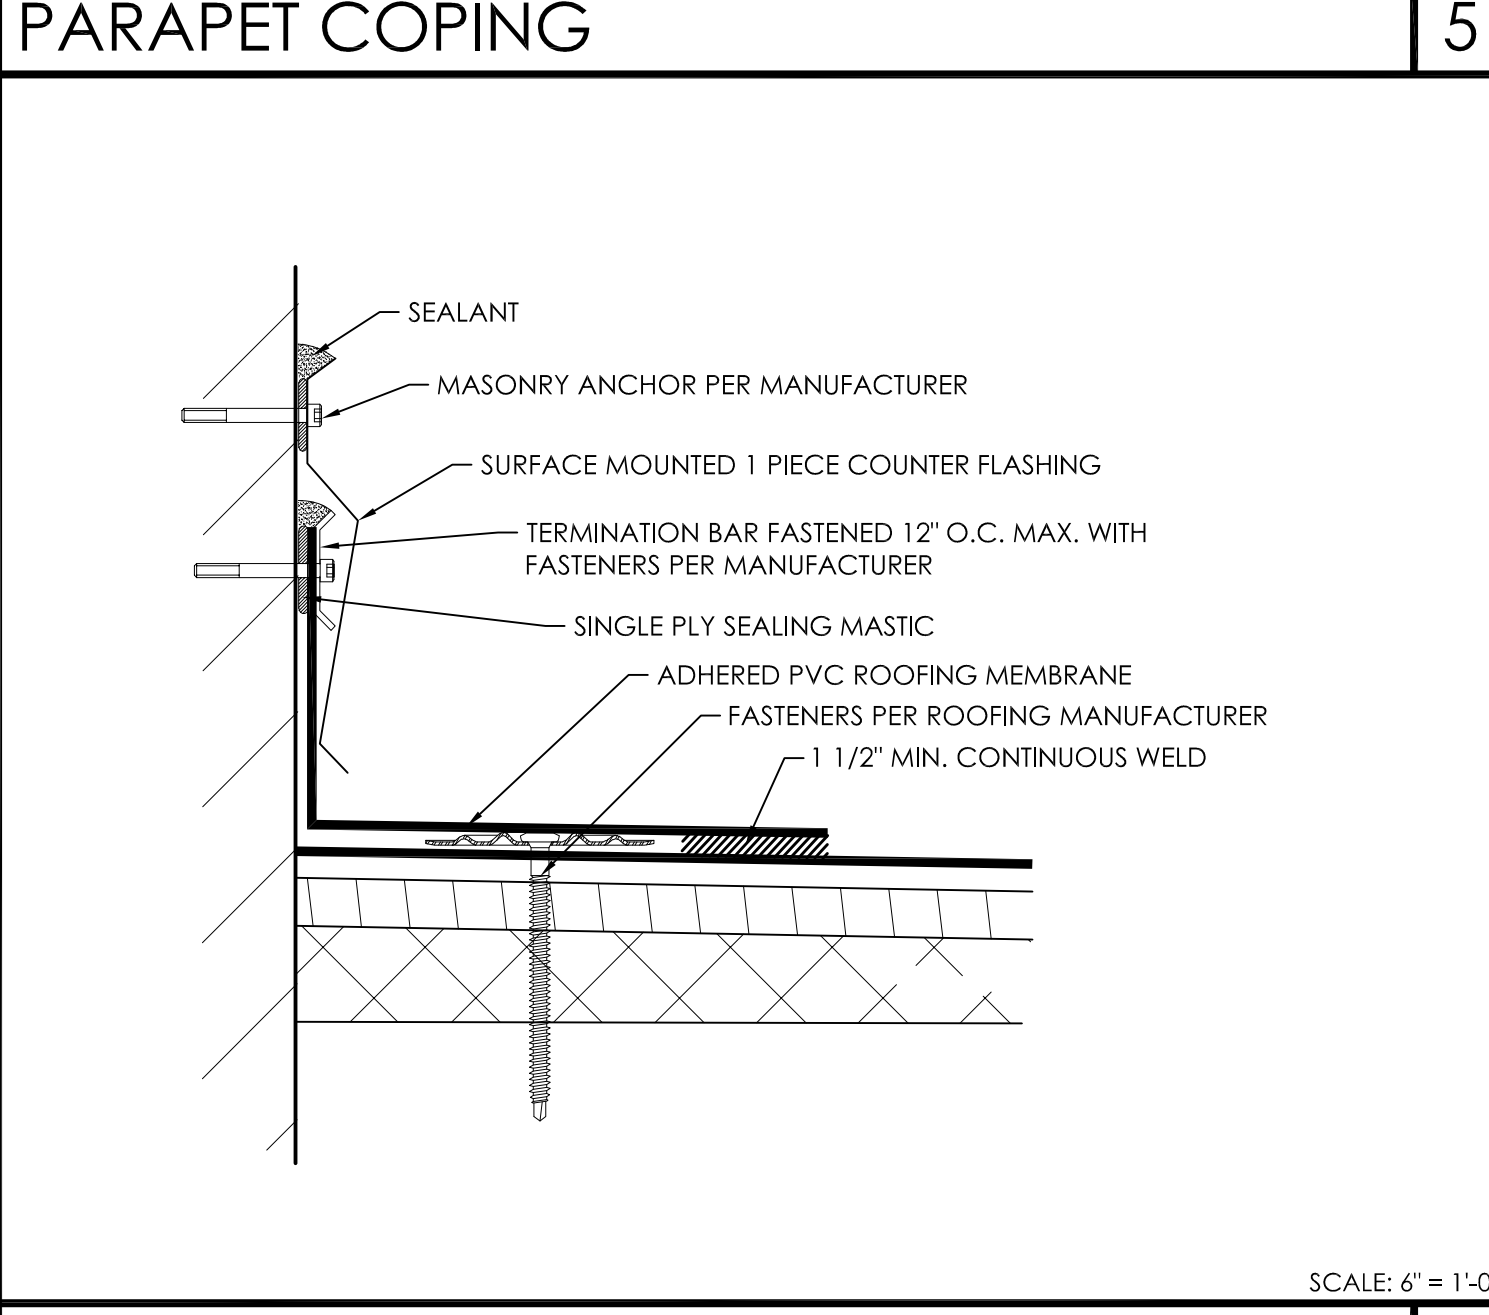 PARAPET COPING
5
SEALANT
MASONRY ANCHOR PER MANUFACTURER
SURFACE MOUNTED 1 PIECE COUNTER FLASHING
TERMINATION BAR FASTENED 12" O.C. MAX. WITH
FASTENERS PER MANUFACTURER
SINGLE PLY SEALING MASTIC
ADHERED PVC ROOFING MEMBRANE
FASTENERS PER ROOFING MANUFACTURER
1 1/2" MIN. CONTINUOUS WELD
SCALE: 6" = 1'-0